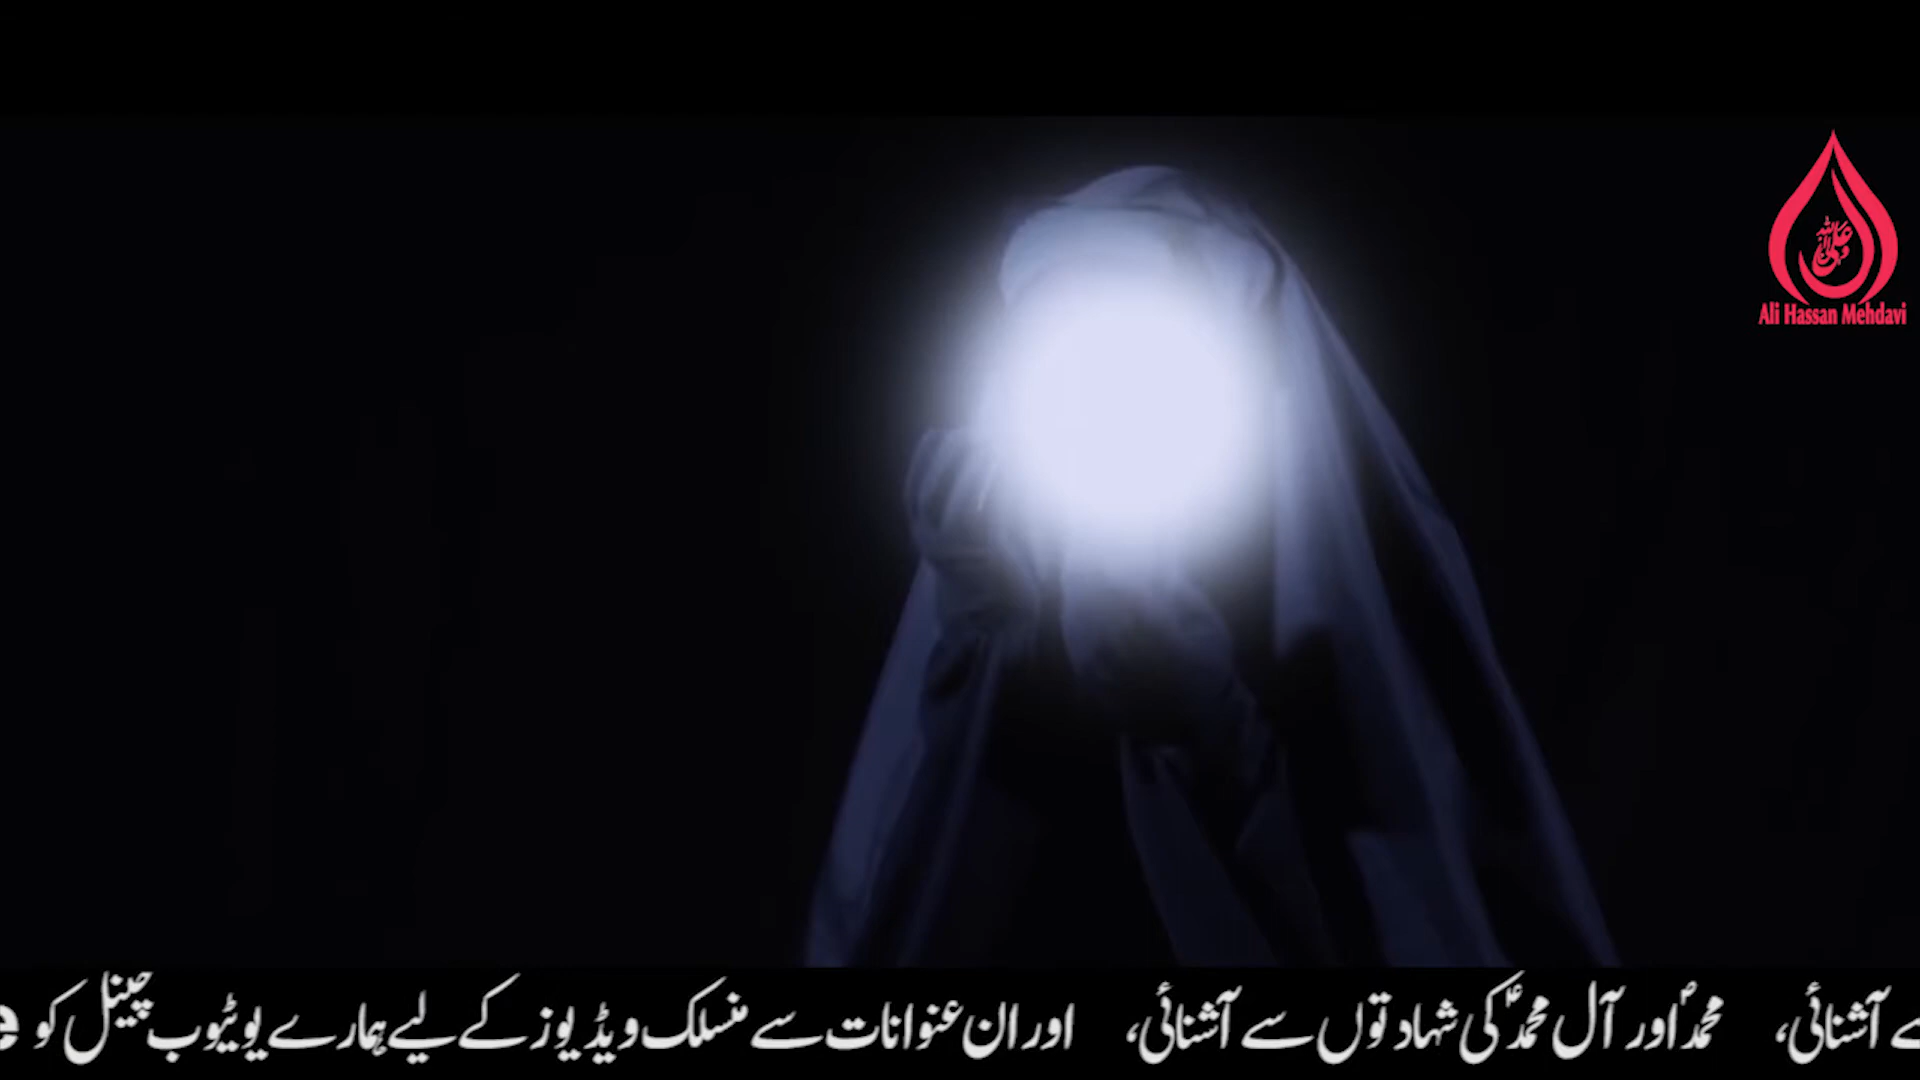 Ali Hassan Mehdavi
ے آشنائی، محمدؐ اور آل محمدؑ کی شہادتوں سے آشنائی، اور ان عنوانات سے منسلک ویڈیوز کے لیے ہمارے یوٹیوب چینل کو